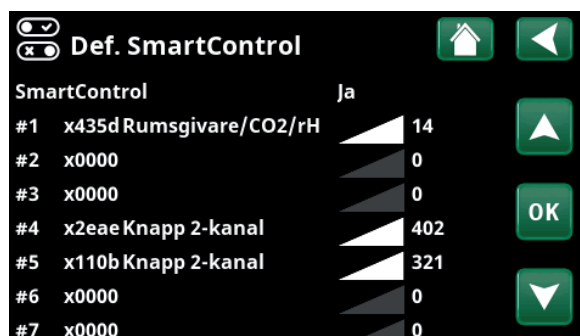 Def. SmartControl
SmartControl Ja
#1 x435d Rumsgivare/CO2/rH 14
#2 x0000 0
#3 x0000 0
#4 x2eae Knapp 2-kanal 402
#5 x110b Knapp 2-kanal 321
#6 x0000 0
#7 x0000 0
OK